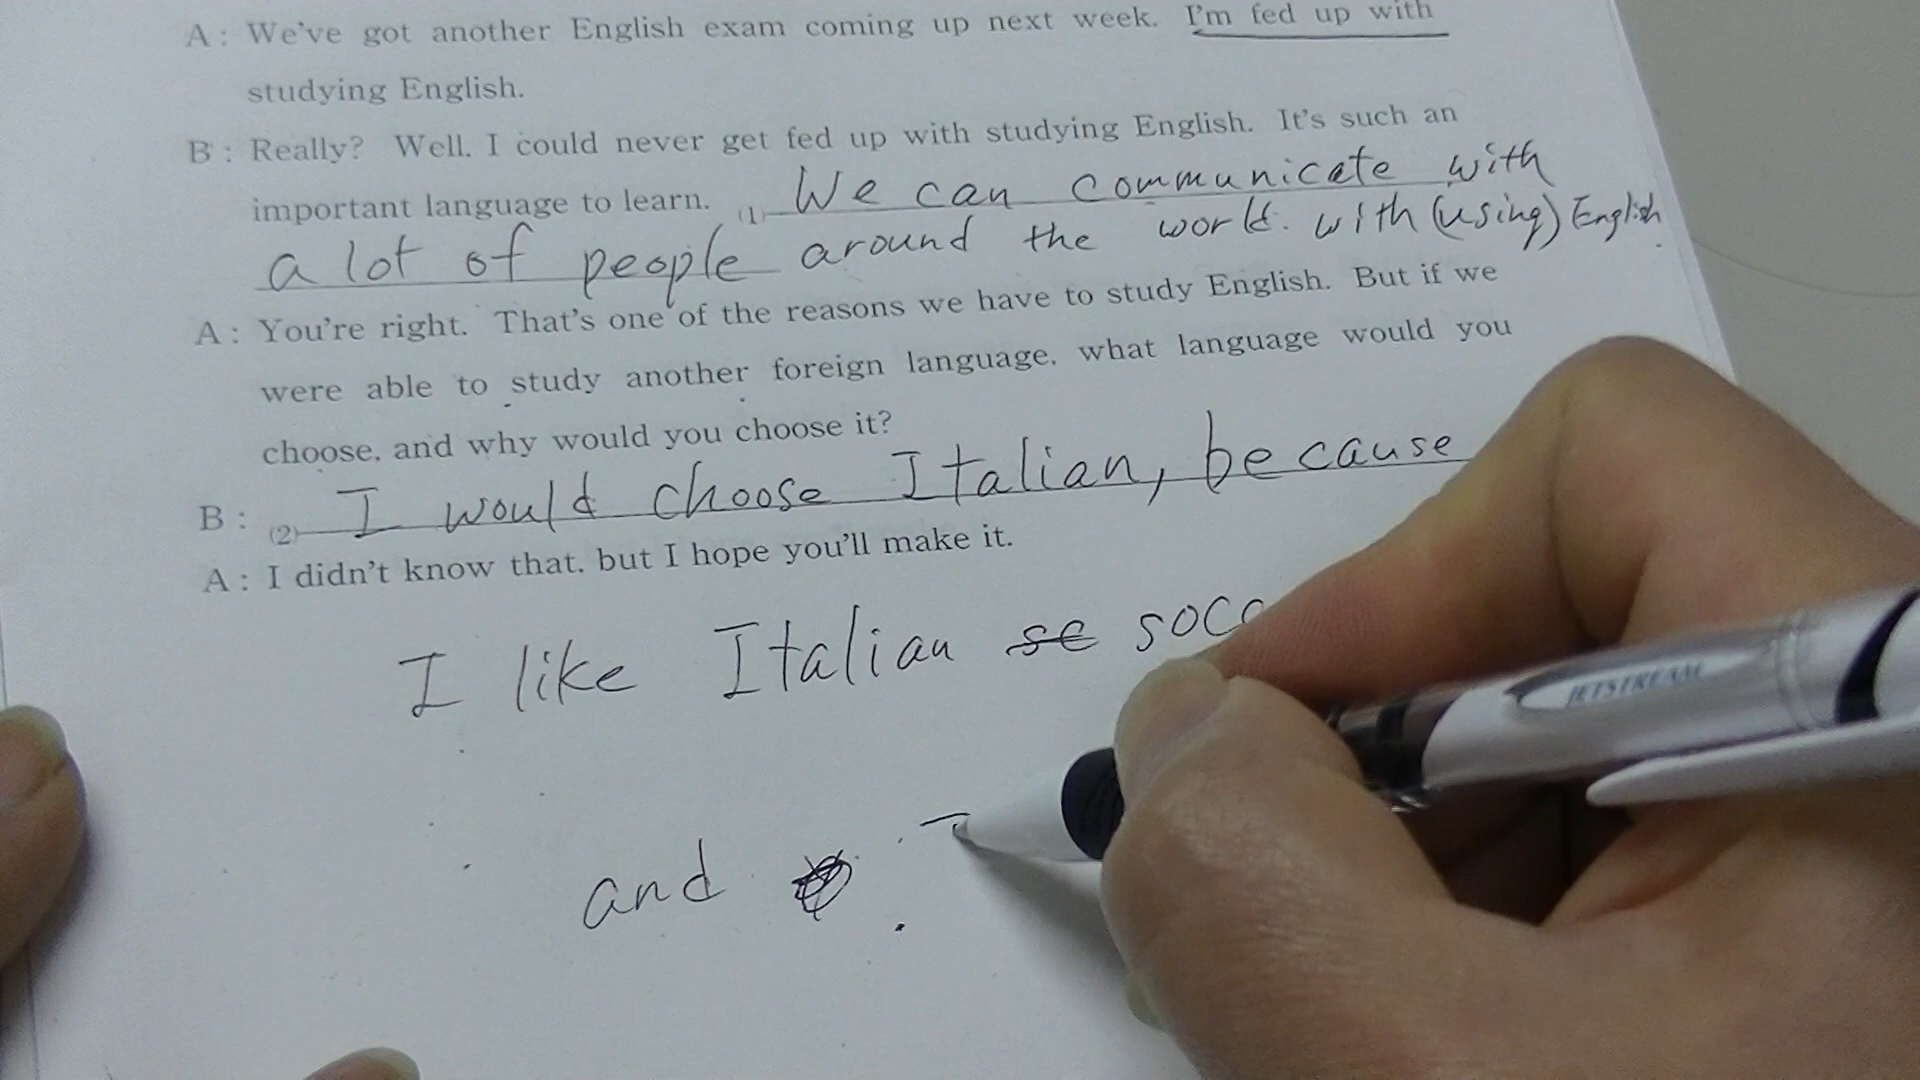 A : We've got another English exam coming up next week. I'm fed up with
studying English.
B : Really? Well, I could never get fed up with studying English. It's such an
important language to learn. (1) We can communicate with
a lot of people around the world. with (using) English.
A : You're right. That's one of the reasons we have to study English. But if we
were able to study another foreign language, what language would you
choose, and why would you choose it?
B : (2) I would choose Italian, because
A : I didn't know that, but I hope you'll make it.
I like Italian se socc
and
JETSTREAM